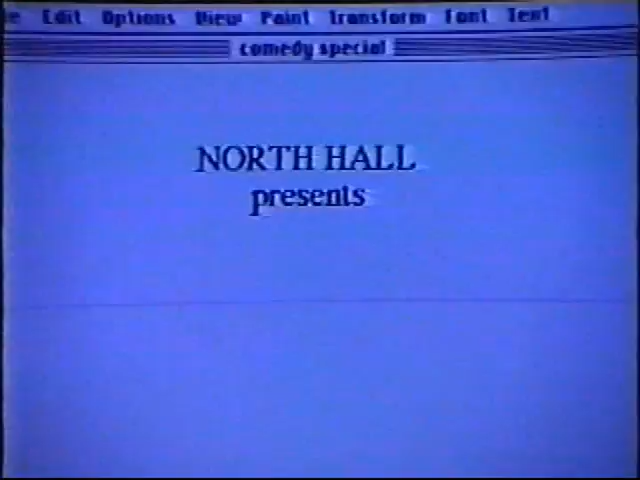 Edit Options View Paint Transform Font Text
comedy special
NORTH HALL
presents